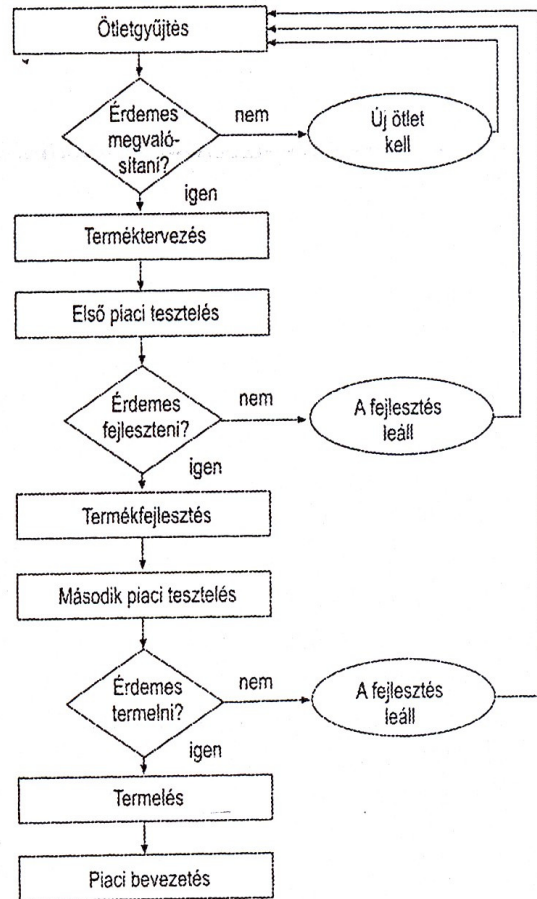 Ötletgyűjtés
Érdemes
megvaló-
sítani?
nem
Új ötlet
kell
igen
Terméktervezés
Első piaci tesztelés
Érdemes
fejleszteni?
nem
A fejlesztés
leáll
igen
Termékfejlesztés
Második piaci tesztelés
Érdemes
termelni?
nem
A fejlesztés
leáll
igen
Termelés
Piaci bevezetés